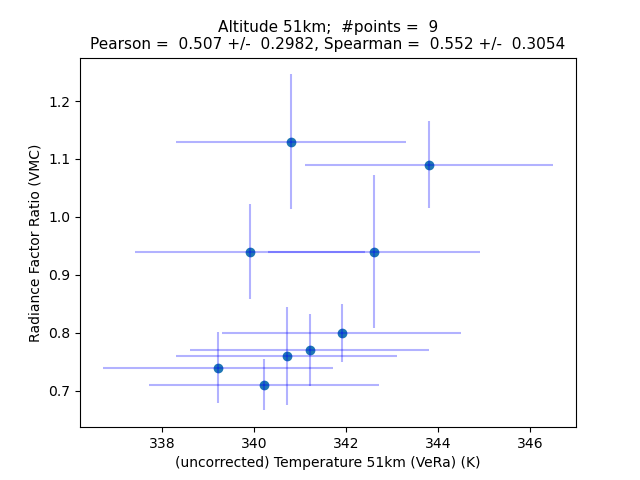 Altitude 51km;  #points =  9
Pearson =  0.507 +/-  0.2982, Spearman =  0.552 +/-  0.3054
1.2
1.1
1.0
0.9
0.8
0.7
Radiance Factor Ratio (VMC)
338
340
342
344
346
(uncorrected) Temperature 51km (VeRa) (K)